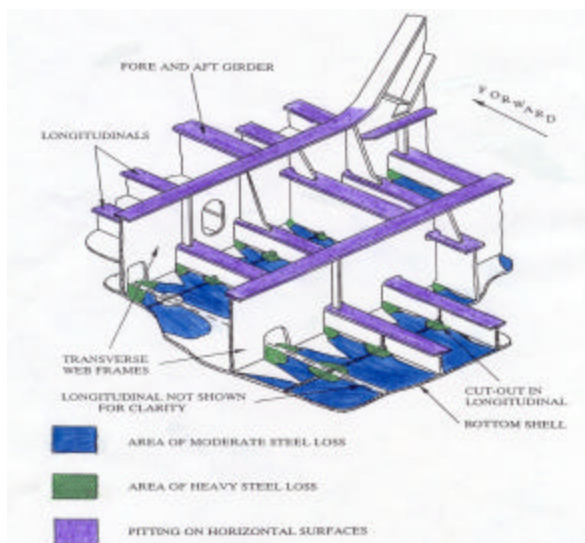 FORE AND AFT GIRDER
FORWARD
LONGITUDINALS
TRANSVERSE
WEB FRAMES
LONGITUDINAL NOT SHOWN
FOR CLARITY
CUT-OUT IN
LONGITUDINAL
BOTTOM SHELL
AREA OF MODERATE STEEL LOSS
AREA OF HEAVY STEEL LOSS
PITTING ON HORIZONTAL SURFACES